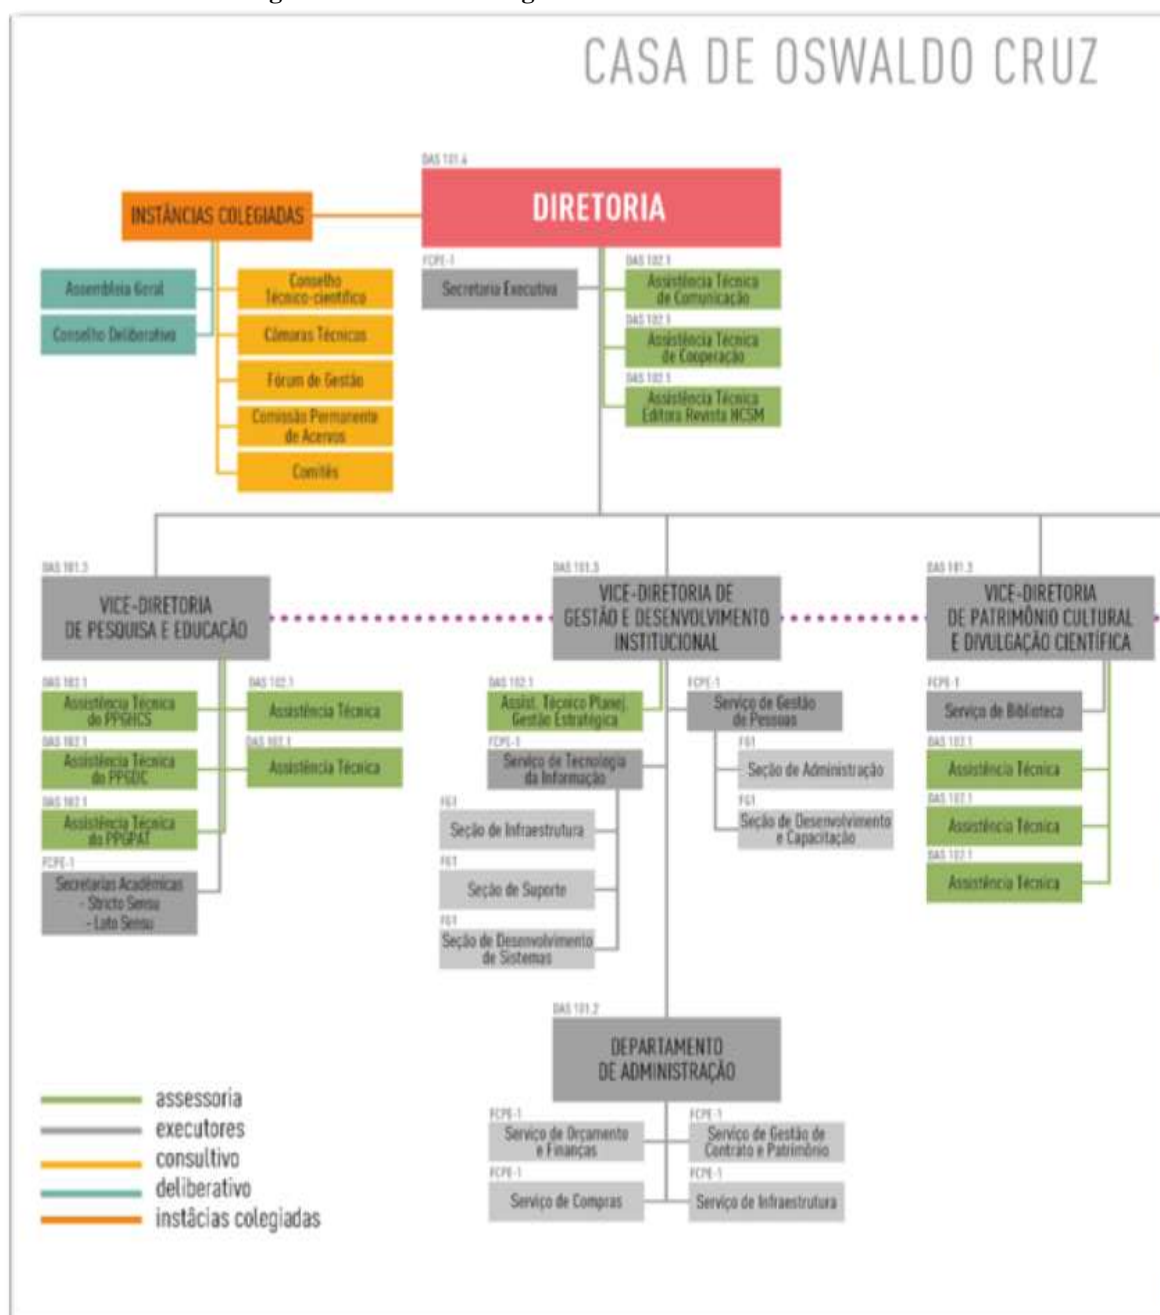 CASA DE OSWALDO CRUZ
DAS 101.4
DIRETORIA
INSTÂNCIAS COLEGIADAS
Assembleia Geral
Conselho Deliberativo
Conselho
Técnico-científico
Câmaras Técnicas
Fórum de Gestão
Comissão Permanente
de Acervos
Comitês
FCPE-1
Secretaria Executiva
DAS 102.1
Assistência Técnica
de Comunicação
DAS 102.1
Assistência Técnica
de Cooperação
DAS 102.1
Assistência Técnica
Editora Revista HCSM
DAS 101.3
VICE-DIRETORIA
DE PESQUISA E EDUCAÇÃO
DAS 102.1
Assistência Técnica
do PPGHCS
DAS 102.1
Assistência Técnica
DAS 102.1
Assistência Técnica
do PPGDC
DAS 102.1
Assistência Técnica
DAS 102.1
Assistência Técnica
do PPGPAT
FCPE-1
Secretarias Acadêmicas
- Stricto Sensu
- Lato Sensu
DAS 101.3
VICE-DIRETORIA DE
GESTÃO E DESENVOLVIMENTO
INSTITUCIONAL
DAS 102.1
Assist. Técnico Planej.
Gestão Estratégica
FCPE-1
Serviço de Tecnologia
da Informação
FG1
Seção de Infraestrutura
FG1
Seção de Suporte
FG1
Seção de Desenvolvimento
de Sistemas
FCPE-1
Serviço de Gestão
de Pessoas
FG1
Seção de Administração
FG1
Seção de Desenvolvimento
e Capacitação
DAS 101.3
VICE-DIRETORIA
DE PATRIMÔNIO CULTURAL
E DIVULGAÇÃO CIENTÍFICA
FCPE-1
Serviço de Biblioteca
DAS 102.1
Assistência Técnica
DAS 102.1
Assistência Técnica
DAS 102.1
Assistência Técnica
DAS 101.2
DEPARTAMENTO
DE ADMINISTRAÇÃO
FCPE-1
Serviço de Orçamento
e Finanças
FCPE-1
Serviço de Gestão de
Contrato e Patrimônio
FCPE-1
Serviço de Compras
FCPE-1
Serviço de Infraestrutura
assessoria
executores
consultivo
deliberativo
instâcias colegiadas